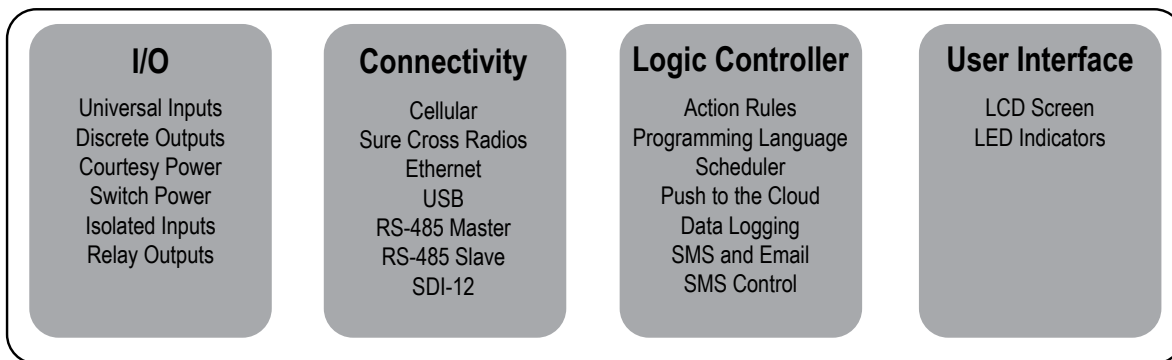 I/O
Universal Inputs
Discrete Outputs
Courtesy Power
Switch Power
Isolated Inputs
Relay Outputs
Connectivity
Cellular
Sure Cross Radios
Ethernet
USB
RS-485 Master
RS-485 Slave
SDI-12
Logic Controller
Action Rules
Programming Language
Scheduler
Push to the Cloud
Data Logging
SMS and Email
SMS Control
User Interface
LCD Screen
LED Indicators